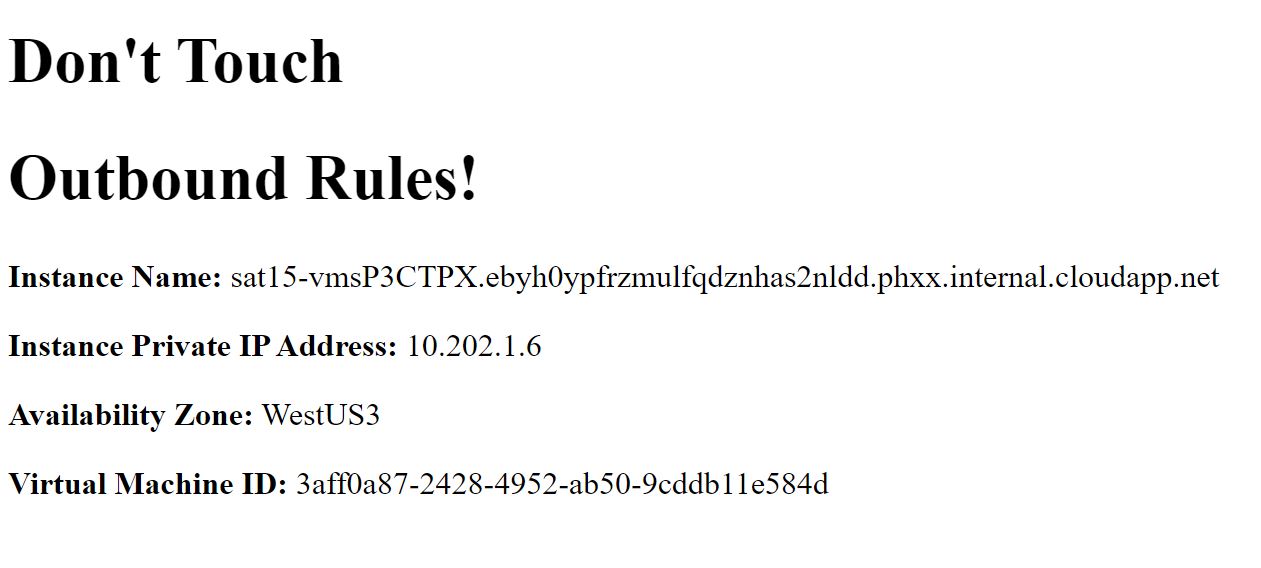 Don't Touch
Outbound Rules!
Instance Name: sat15-vmsP3CTPX.ebyh0ypfrzmulfqdznhas2nldd.phxx.internal.cloudapp.net
Instance Private IP Address: 10.202.1.6
Availability Zone: WestUS3
Virtual Machine ID: 3aff0a87-2428-4952-ab50-9cddb11e584d